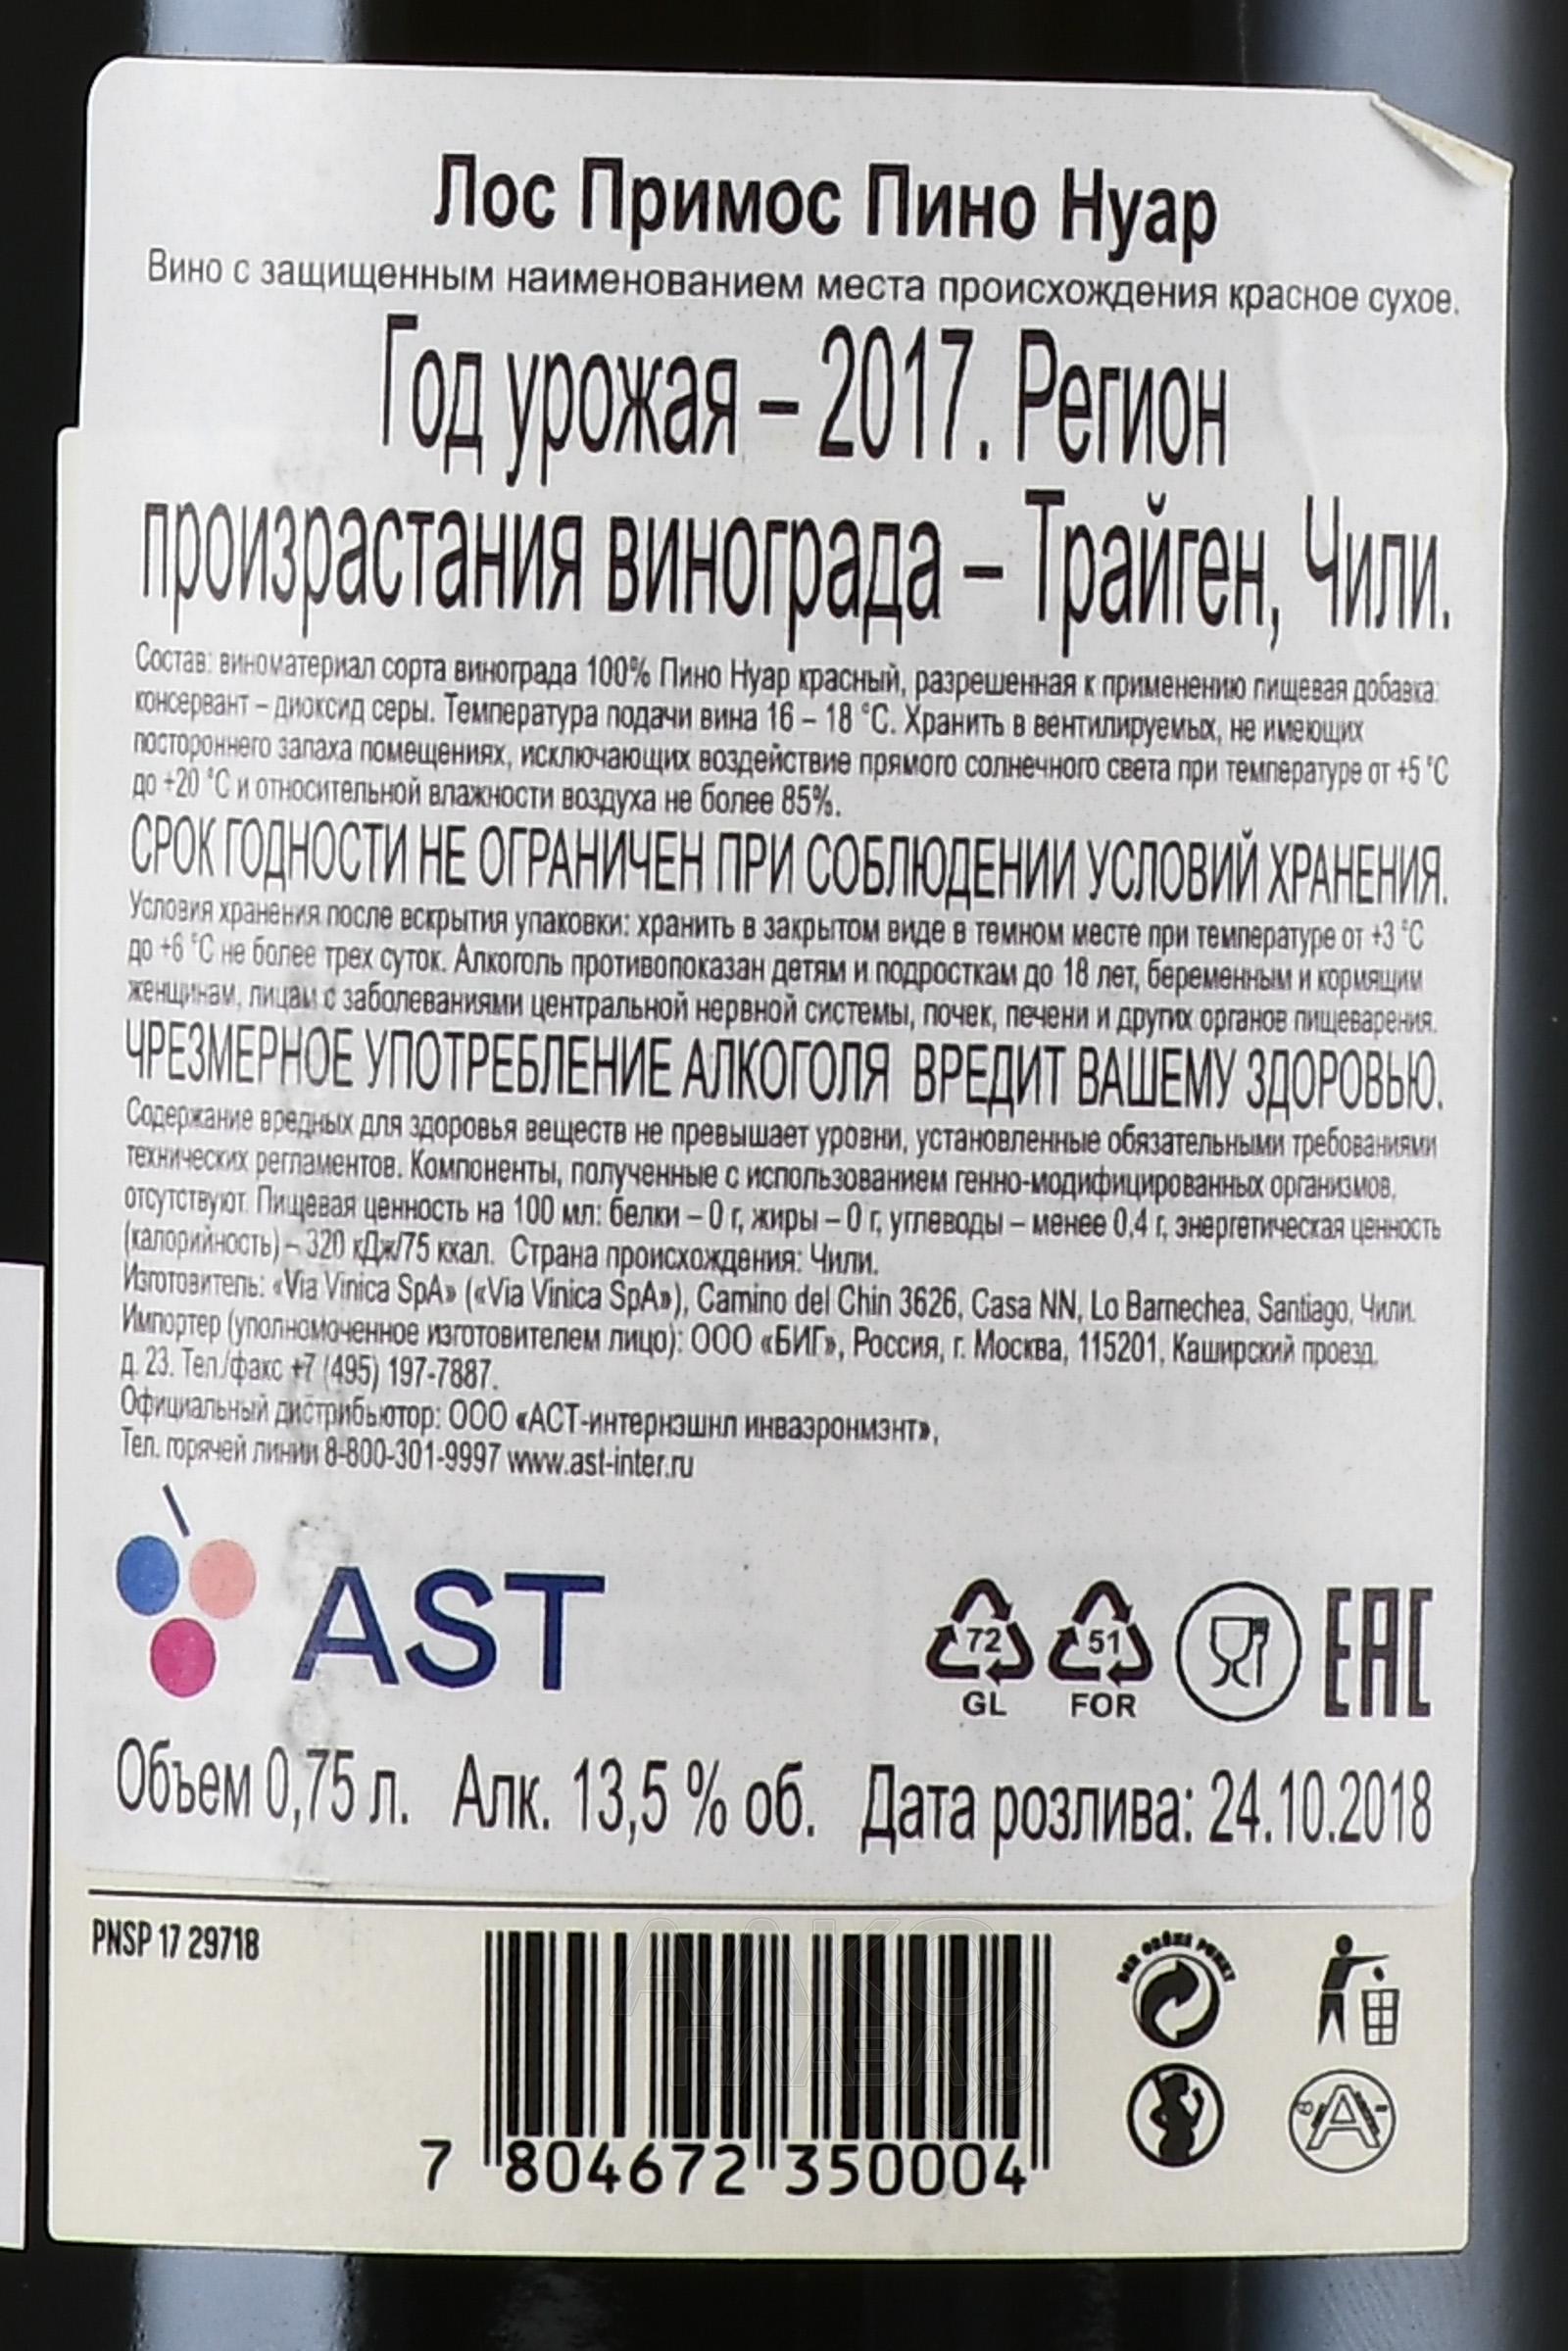 Лос Примос Пино Нуар
Вино с защищенным наименованием места происхождения красное сухое.
Год урожая – 2017. Регион
произрастания винограда – Трайген, Чили.
Состав: виноматериал сорта винограда 100% Пино Нуар красный, разрешенная к применению пищевая добавка:
консервант – диоксид серы. Температура подачи вина 16 – 18 °С. Хранить в вентилируемых, не имеющих
постороннего запаха помещениях, исключающих воздействие прямого солнечного света при температуре от +5 °С
до +20 °С и относительной влажности воздуха не более 85%.
СРОК ГОДНОСТИ НЕ ОГРАНИЧЕН ПРИ СОБЛЮДЕНИИ УСЛОВИЙ ХРАНЕНИЯ.
Условия хранения после вскрытия упаковки: хранить в закрытом виде в темном месте при температуре от +3 °С
до +6 °С не более трех суток. Алкоголь противопоказан детям и подросткам до 18 лет, беременным и кормящим
женщинам, лицам с заболеваниями центральной нервной системы, почек, печени и других органов пищеварения.
ЧРЕЗМЕРНОЕ УПОТРЕБЛЕНИЕ АЛКОГОЛЯ ВРЕДИТ ВАШЕМУ ЗДОРОВЬЮ.
Содержание вредных для здоровья веществ не превышает уровни, установленные обязательными требованиями
технических регламентов. Компоненты, полученные с использованием генно-модифицированных организмов,
отсутствуют. Пищевая ценность на 100 мл: белки – 0 г, жиры – 0 г, углеводы – менее 0,4 г, энергетическая ценность
(калорийность) – 320 кДж/75 ккал. Страна происхождения: Чили.
Изготовитель: «Via Vinica SpA» («Via Vinica SpA»), Camino del Chin 3626, Casa NN, Lo Barnechea, Santiago, Чили.
Импортер (уполномоченное изготовителем лицо): ООО «БИГ», Россия, г. Москва, 115201, Каширский проезд,
д. 23. Тел./факс +7 (495) 197-7887.
Официальный дистрибьютор: ООО «АСТ-интернэшнл инваэронмэнт»,
Тел. горячей линии 8-800-301-9997 www.ast-inter.ru
AST
72 51 EAC
GL FOR
Объем 0,75 л. Алк. 13,5 % об. Дата розлива: 24.10.2018
PNSP 17 29718
DER GRÜNE PUNKT
АЛКО
ПЛАЗА.ru
A
7 804672 350004